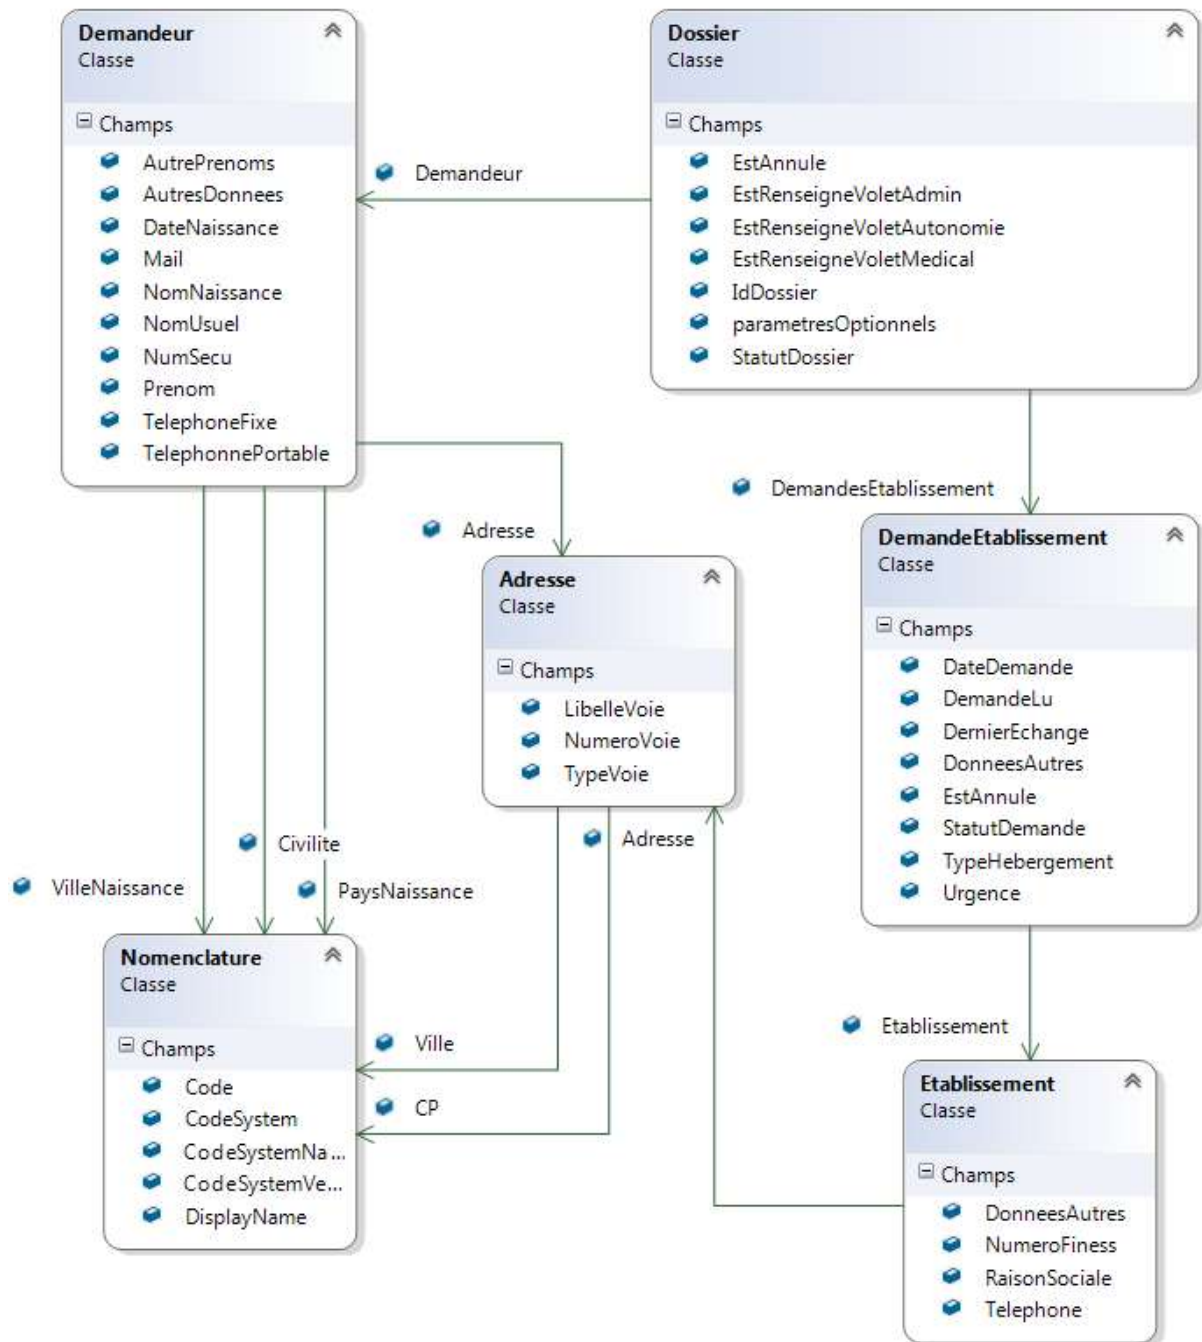 Demandeur
Classe
Champs
AutrePrenoms
AutresDonnees
DateNaissance
Mail
NomNaissance
NomUsuel
NumSecu
Prenom
TelephoneFixe
TelephonnePortable
Demandeur
Dossier
Classe
Champs
EstAnnule
EstRenseigneVoletAdmin
EstRenseigneVoletAutonomie
EstRenseigneVoletMedical
IdDossier
parametresOptionnels
StatutDossier
DemandesEtablissement
Adresse
Adresse
Classe
Champs
LibelleVoie
NumeroVoie
TypeVoie
DemandeEtablissement
Classe
Champs
DateDemande
DemandeLu
DernierEchange
DonneesAutres
EstAnnule
StatutDemande
TypeHebergement
Urgence
Civilite
Adresse
VilleNaissance
PaysNaissance
Nomenclature
Classe
Champs
Code
CodeSystem
CodeSystemNa...
CodeSystemVe...
DisplayName
Ville
CP
Etablissement
Etablissement
Classe
Champs
DonneesAutres
NumeroFiness
RaisonSociale
Telephone